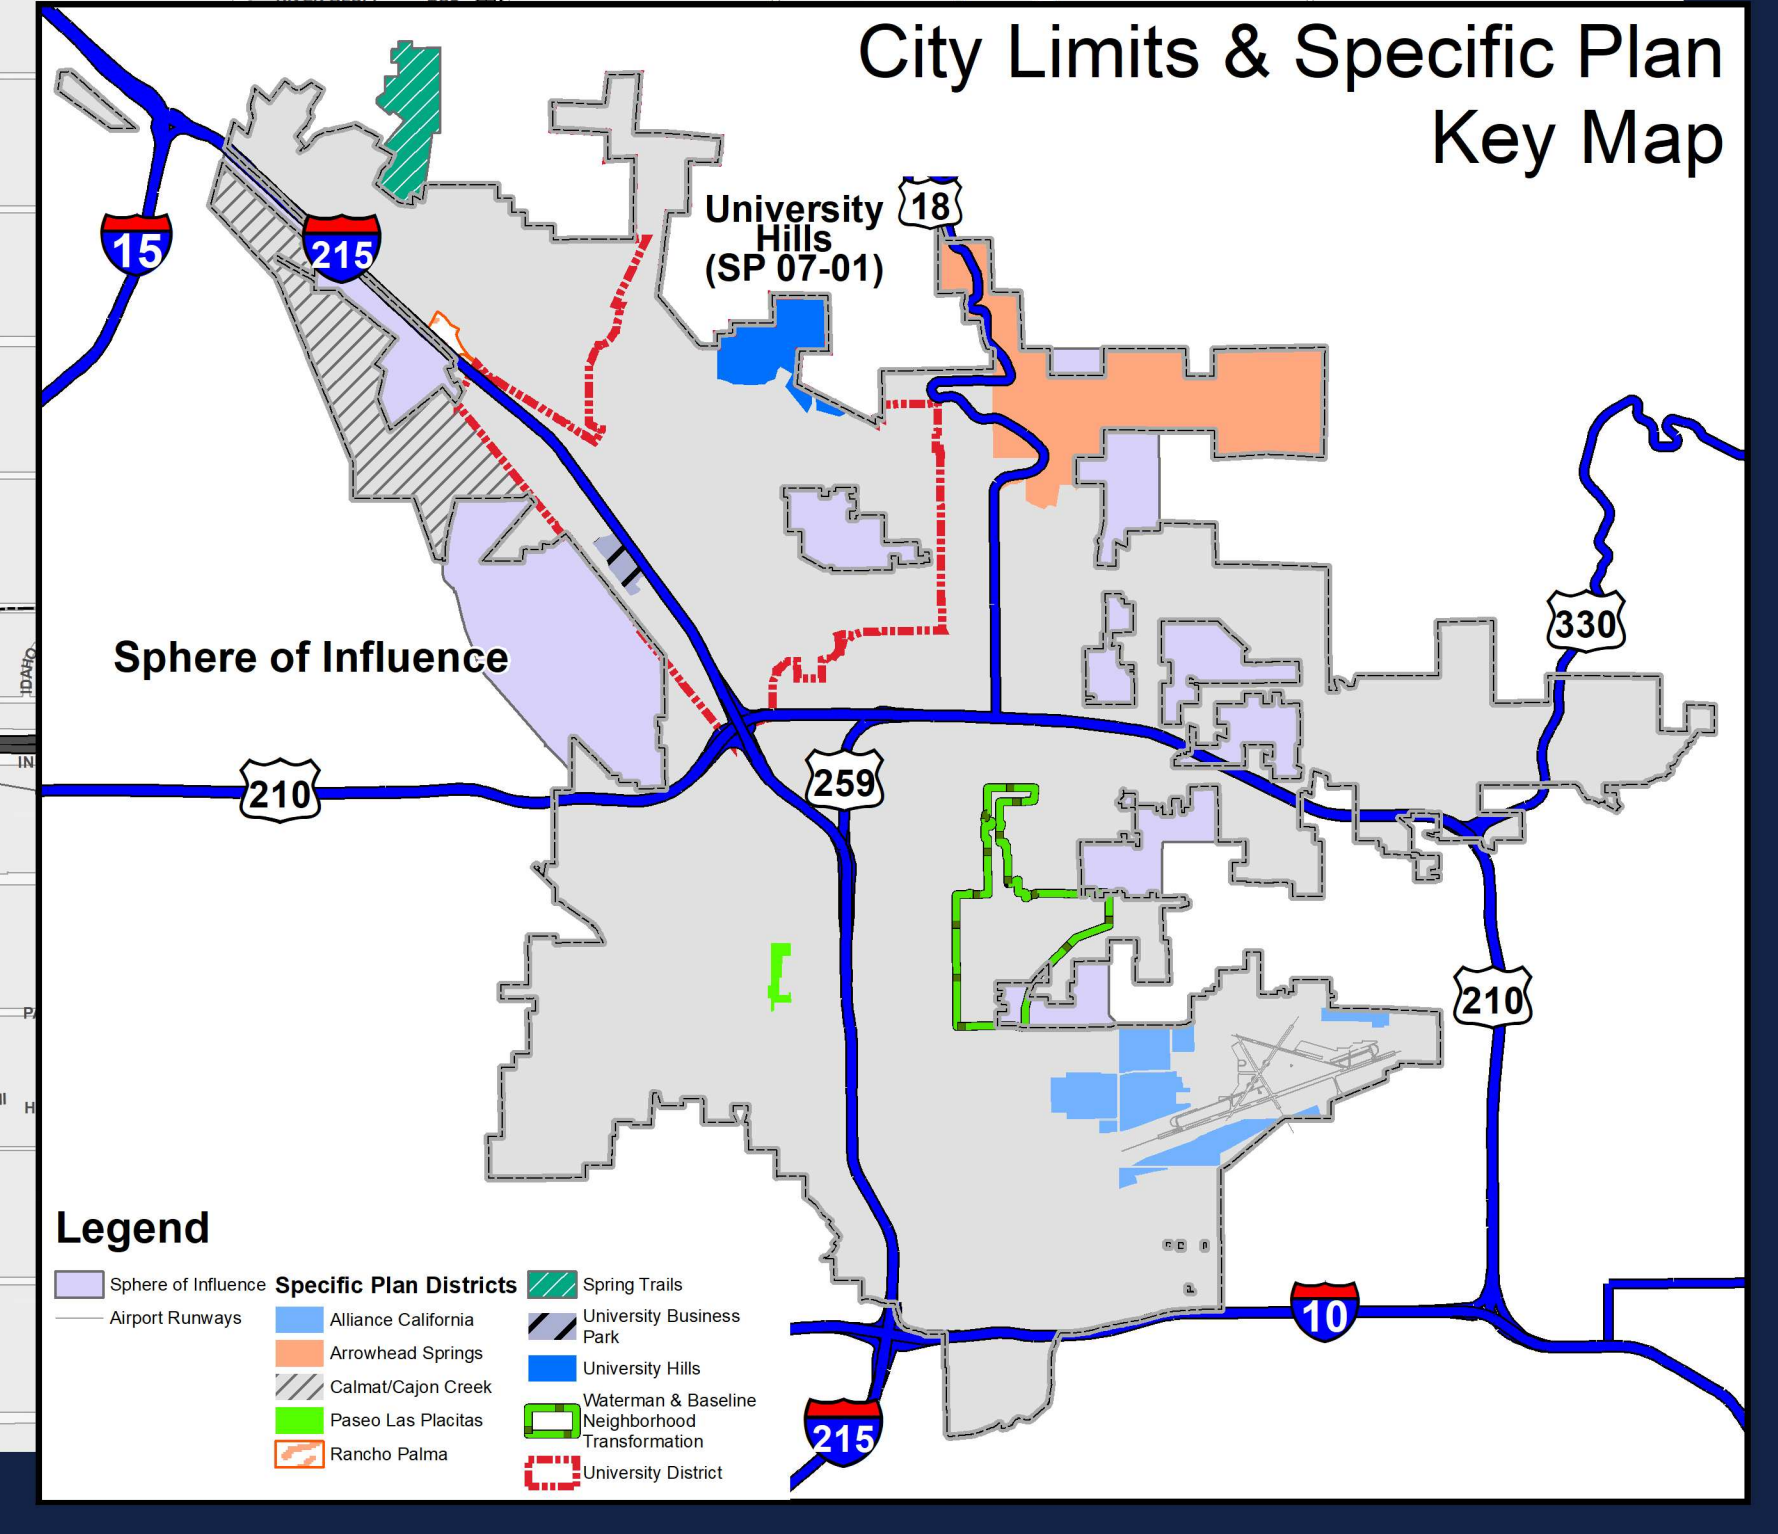 City Limits & Specific Plan
Key Map
18
University
Hills
(SP 07-01)
15
215
330
Sphere of Influence
IDAHO
IN
210
259
210
PA
H
10
215
Legend
Sphere of Influence
Airport Runways
Specific Plan Districts
Alliance California
Arrowhead Springs
Calmat/Cajon Creek
Paseo Las Placitas
Rancho Palma
Spring Trails
University Business
Park
University Hills
Waterman & Baseline
Neighborhood
Transformation
University District